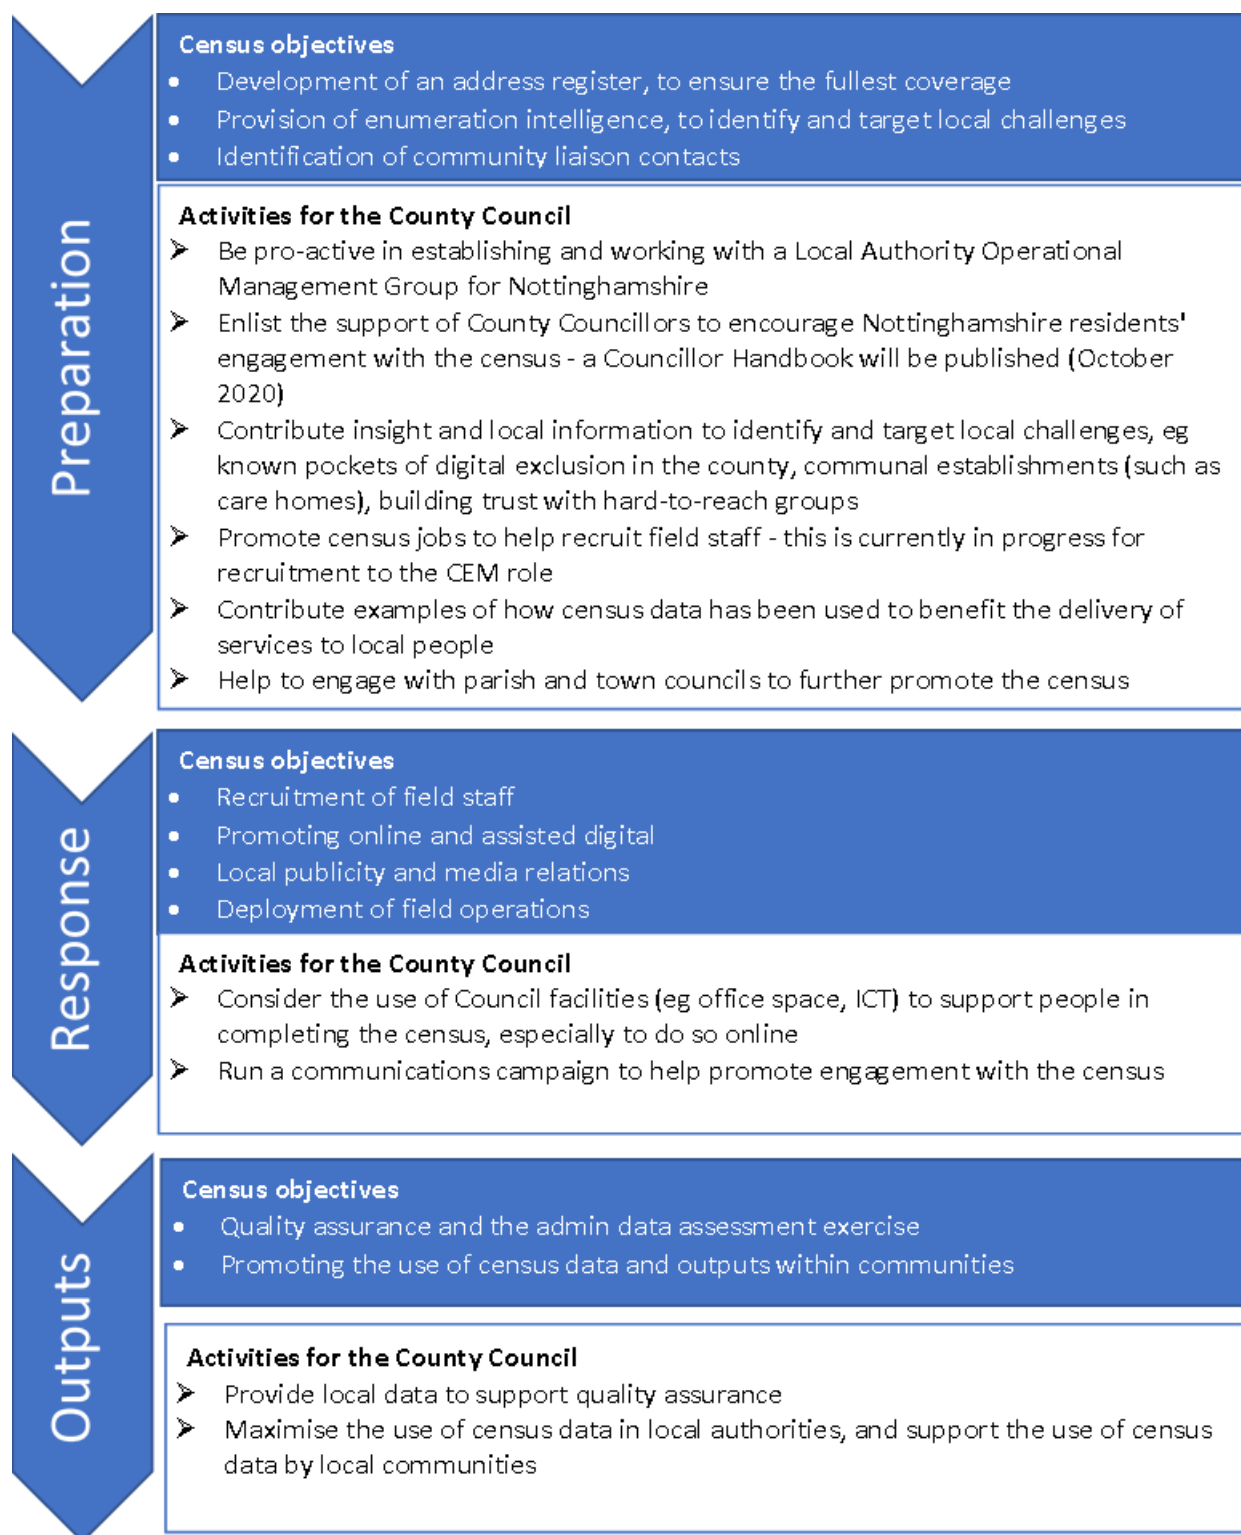 Preparation
Census objectives
• Development of an address register, to ensure the fullest coverage
• Provision of enumeration intelligence, to identify and target local challenges
• Identification of community liaison contacts
Activities for the County Council
➢ Be pro-active in establishing and working with a Local Authority Operational
Management Group for Nottinghamshire
➢ Enlist the support of County Councillors to encourage Nottinghamshire residents'
engagement with the census - a Councillor Handbook will be published (October
2020)
➢ Contribute insight and local information to identify and target local challenges, eg
known pockets of digital exclusion in the county, communal establishments (such as
care homes), building trust with hard-to-reach groups
➢ Promote census jobs to help recruit field staff - this is currently in progress for
recruitment to the CEM role
➢ Contribute examples of how census data has been used to benefit the delivery of
services to local people
➢ Help to engage with parish and town councils to further promote the census
Response
Census objectives
• Recruitment of field staff
• Promoting online and assisted digital
• Local publicity and media relations
• Deployment of field operations
Activities for the County Council
➢ Consider the use of Council facilities (eg office space, ICT) to support people in
completing the census, especially to do so online
➢ Run a communications campaign to help promote engagement with the census
Outputs
Census objectives
• Quality assurance and the admin data assessment exercise
• Promoting the use of census data and outputs within communities
Activities for the County Council
➢ Provide local data to support quality assurance
➢ Maximise the use of census data in local authorities, and support the use of census
data by local communities